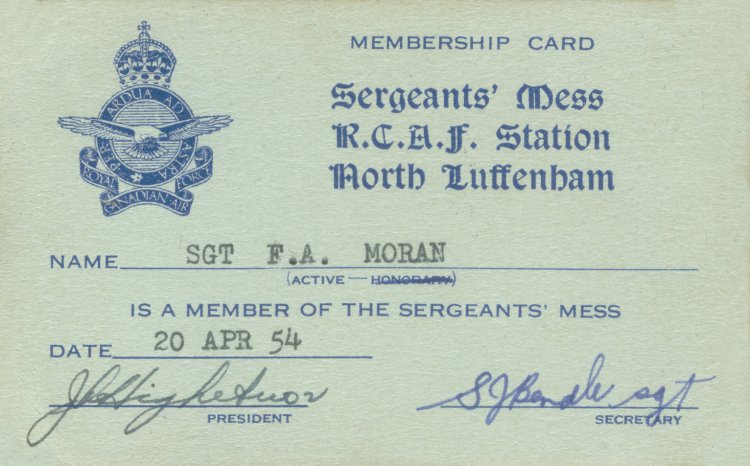 MEMBERSHIP CARD
Sergeants' Mess
R.C.A.F. Station
North Luffenham
PER ARDUA AD ASTRA
ROYAL CANADIAN AIR FORCE
NAME SGT F.A. MORAN
(ACTIVE — HONORARY)
IS A MEMBER OF THE SERGEANTS' MESS
DATE 20 APR 54
PRESIDENT
sgt
SECRETARY